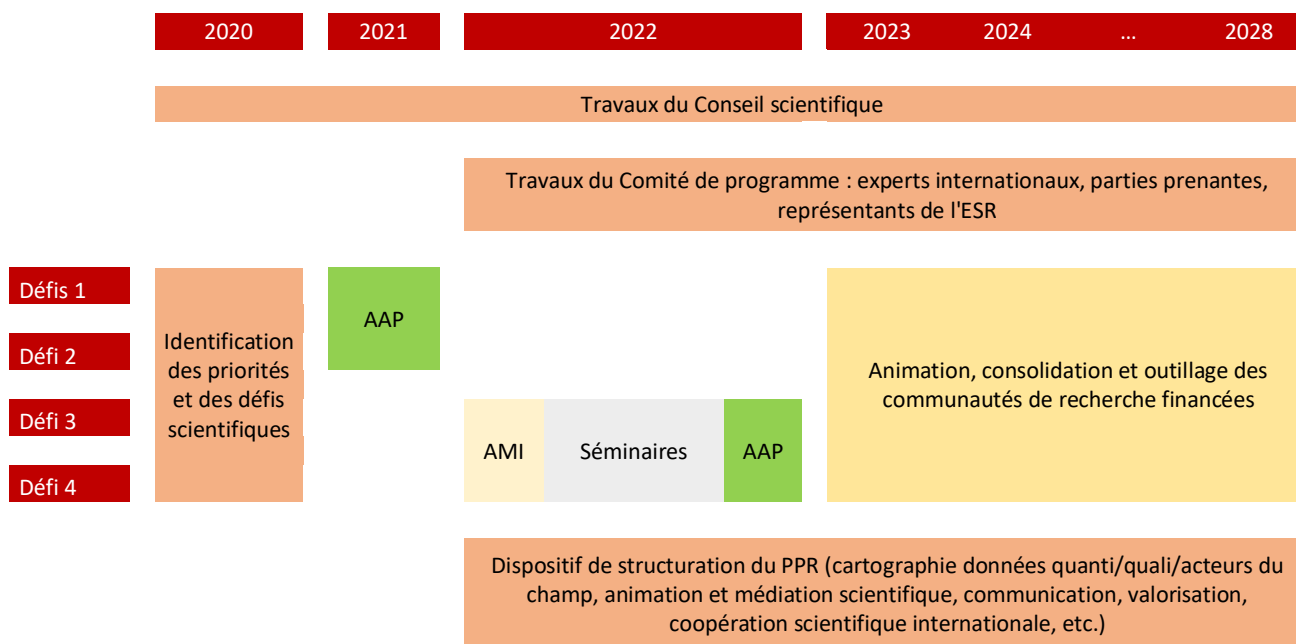 2020 2021 2022 2023 2024 ... 2028
Travaux du Conseil scientifique
Travaux du Comité de programme : experts internationaux, parties prenantes,
représentants de l'ESR
Défis 1
Défi 2
Défi 3
Défi 4
Identification
des priorités
et des défis
scientifiques
AAP
AMI
Séminaires
AAP
Animation, consolidation et outillage des
communautés de recherche financées
Dispositif de structuration du PPR (cartographie données quanti/quali/acteurs du
champ, animation et médiation scientifique, communication, valorisation,
coopération scientifique internationale, etc.)